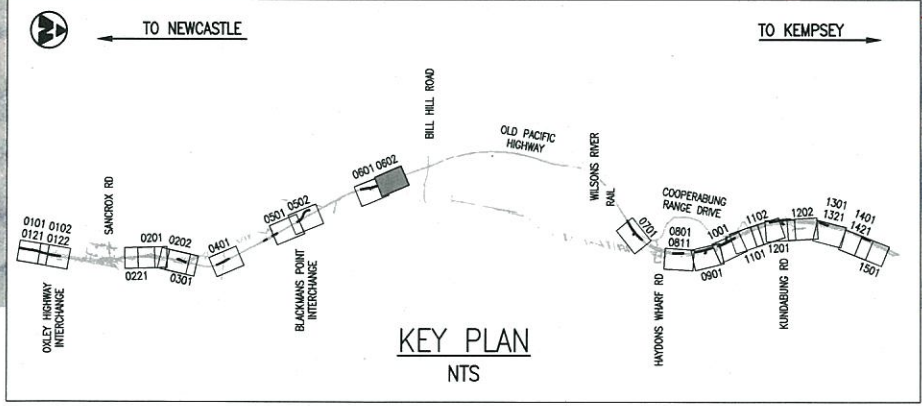 TO NEWCASTLE
TO KEMPSEY
BILL HILL ROAD
OLD PACIFIC
HIGHWAY
WILSONS RIVER
RAIL
SANCROX RD
0601 0602
COOPERABUNG
RANGE DRIVE
0101 0102
0121 0122
0201
0202
0221
0301
0401
0501 0502
0701
0801
0811
0901
1001
1101
1102
1201
1202
1301
1321
1401
1421
1501
OXLEY HIGHWAY
INTERCHANGE
BLACKMANS POINT
INTERCHANGE
HAYDONS WHARF RD
KUNDABUNG RD
KEY PLAN
NTS